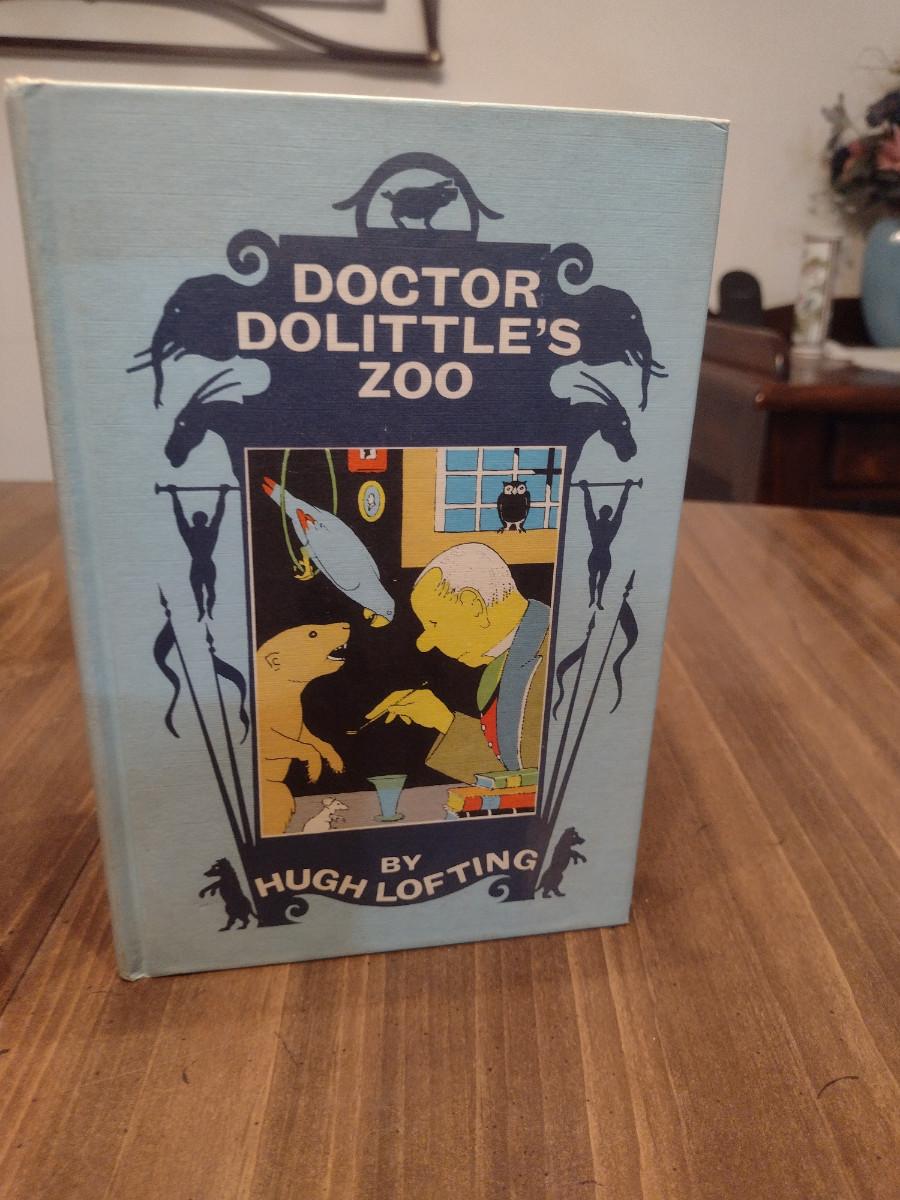 DOCTOR
DOLITTLE'S
ZOO
BY
HUGH LOFTING